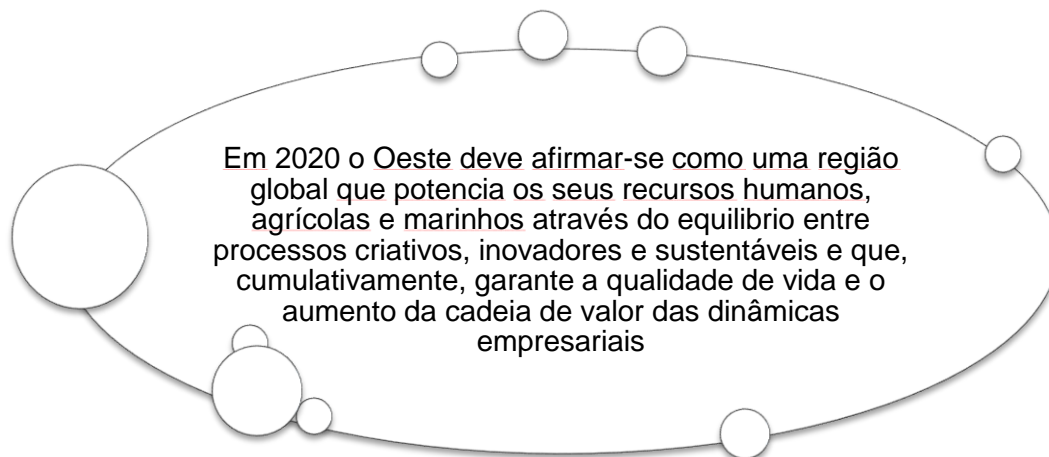 Em 2020 o Oeste deve afirmar-se como uma região
global que potencia os seus recursos humanos,
agrícolas e marinhos através do equilibrio entre
processos criativos, inovadores e sustentáveis e que,
cumulativamente, garante a qualidade de vida e o
aumento da cadeia de valor das dinâmicas
empresariais